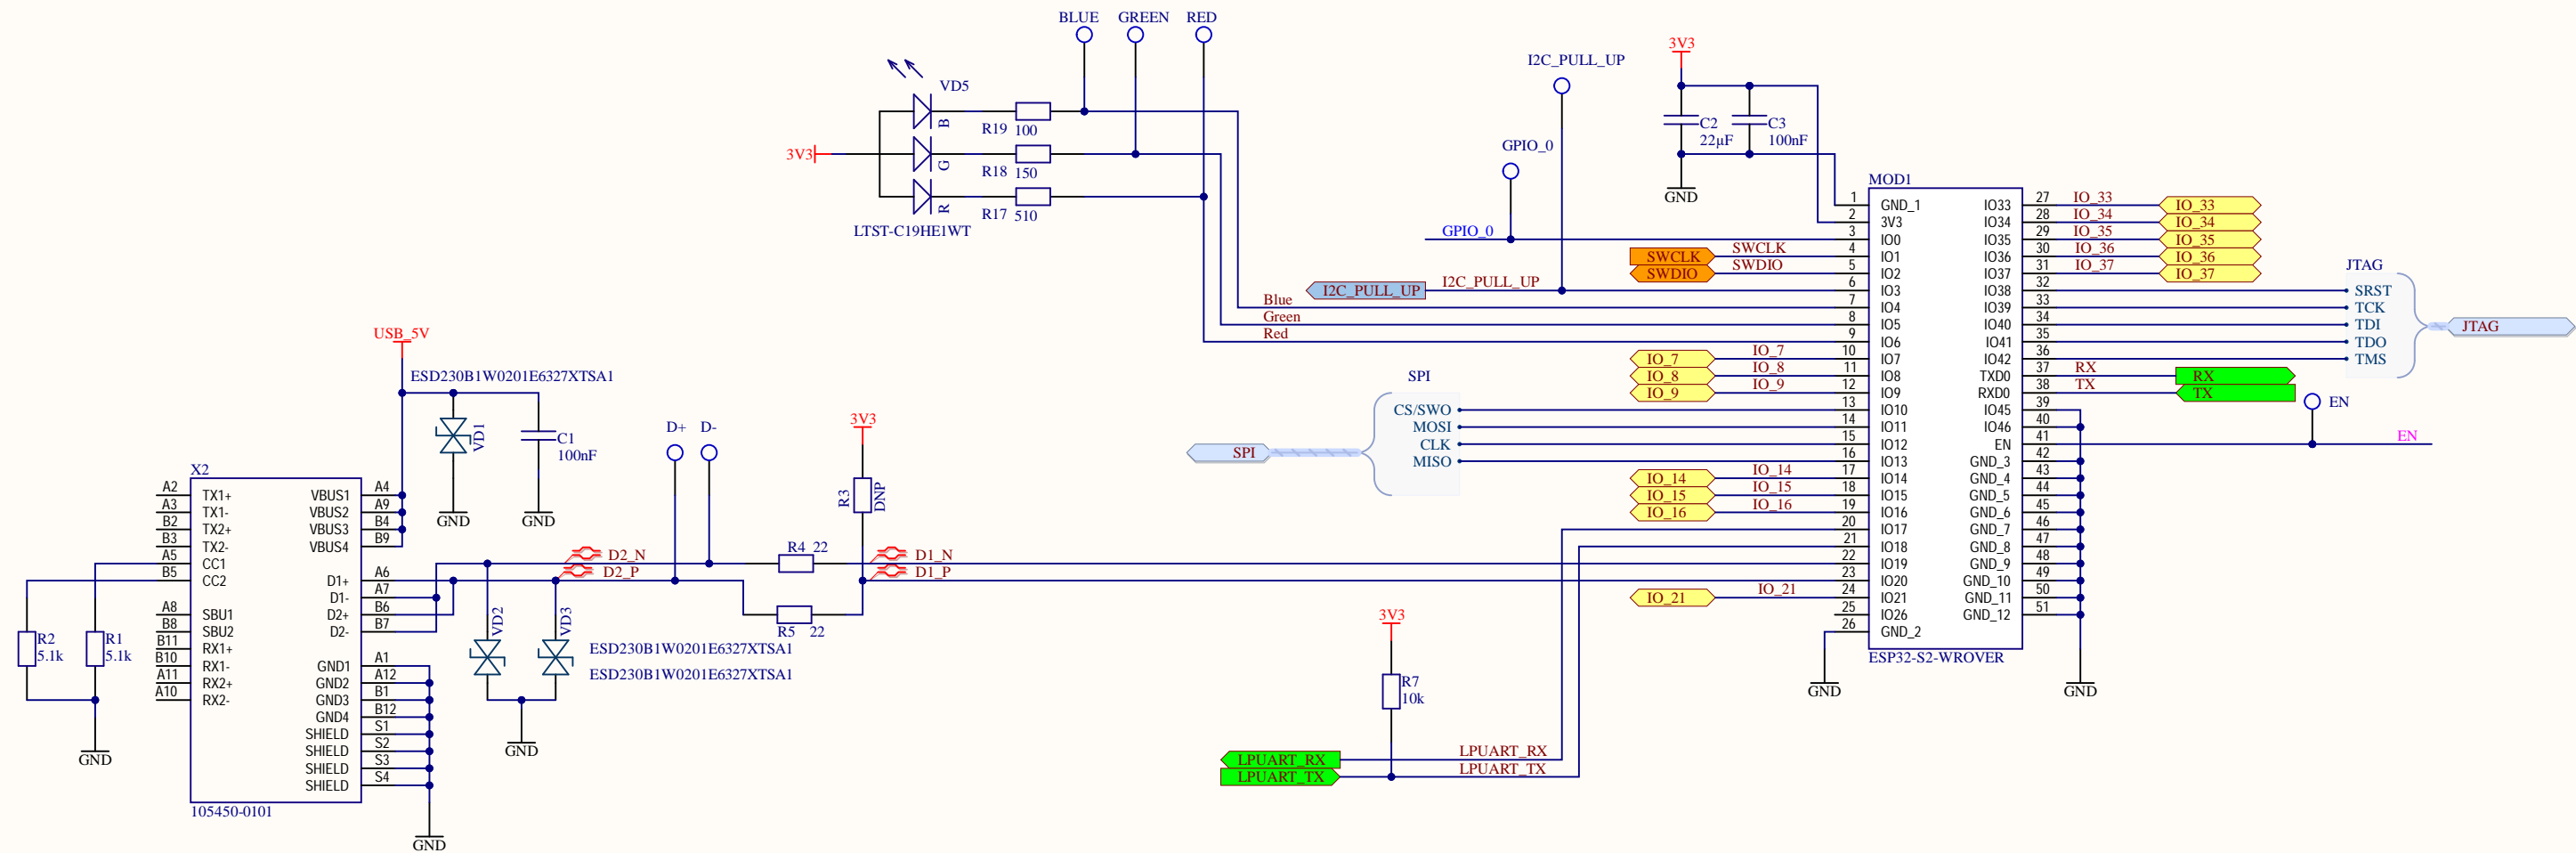 BLUE
GREEN
RED
VD5
B
R19 100
3V3
G
R18 150
R
R17 510
LTST-C19HE1WT
I2C_PULL_UP
GPIO_0
3V3
C2
22µF
C3
100nF
GND
GPIO_0
SWCLK SWCLK
SWDIO SWDIO
I2C_PULL_UP I2C_PULL_UP
Blue
Green
Red
IO_7 IO_7
IO_8 IO_8
IO_9 IO_9
SPI
CS/SWO
MOSI
CLK
MISO
SPI
IO_14 IO_14
IO_15 IO_15
IO_16 IO_16
IO_21 IO_21
MOD1
1 GND_1
2 3V3
3 IO0
4 IO1
5 IO2
6 IO3
7 IO4
8 IO5
9 IO6
10 IO7
11 IO8
12 IO9
13 IO10
14 IO11
15 IO12
16 IO13
17 IO14
18 IO15
19 IO16
20 IO17
21 IO18
22 IO19
23 IO20
24 IO21
25 IO26
26 GND_2
IO33 27 IO_33 IO_33
IO34 28 IO_34 IO_34
IO35 29 IO_35 IO_35
IO36 30 IO_36 IO_36
IO37 31 IO_37 IO_37
IO38 32
IO39 33
IO40 34
IO41 35
IO42 36
TXD0 37 RX RX
RXD0 38 TX TX
IO45 39
IO46 40
EN 41
GND_3 42
GND_4 43
GND_5 44
GND_6 45
GND_7 46
GND_8 47
GND_9 48
GND_10 49
GND_11 50
GND_12 51
ESP32-S2-WROVER
GND
GND
JTAG
SRST
TCK
TDI
TDO
TMS
JTAG
EN
EN
USB_5V
ESD230B1W0201E6327XTSA1
VD1
C1
100nF
GND
GND
X2
A2 TX1+
A3 TX1-
B2 TX2+
B3 TX2-
A5 CC1
B5 CC2
A8 SBU1
B8 SBU2
B11 RX1+
B10 RX1-
A11 RX2+
A10 RX2-
VBUS1 A4
VBUS2 A9
VBUS3 B4
VBUS4 B9
D1+ A6
D1- A7
D2+ B6
D2- B7
GND1 A1
GND2 A12
GND3 B1
GND4 B12
SHIELD S1
SHIELD S2
SHIELD S3
SHIELD S4
105450-0101
GND
R2
5.1k
R1
5.1k
GND
D2_N
D2_P
D+
D-
VD2
VD3
ESD230B1W0201E6327XTSA1
ESD230B1W0201E6327XTSA1
GND
3V3
R3
DNP
R4 22
R5 22
D1_N
D1_P
3V3
R7
10k
LPUART_RX LPUART_RX
LPUART_TX LPUART_TX